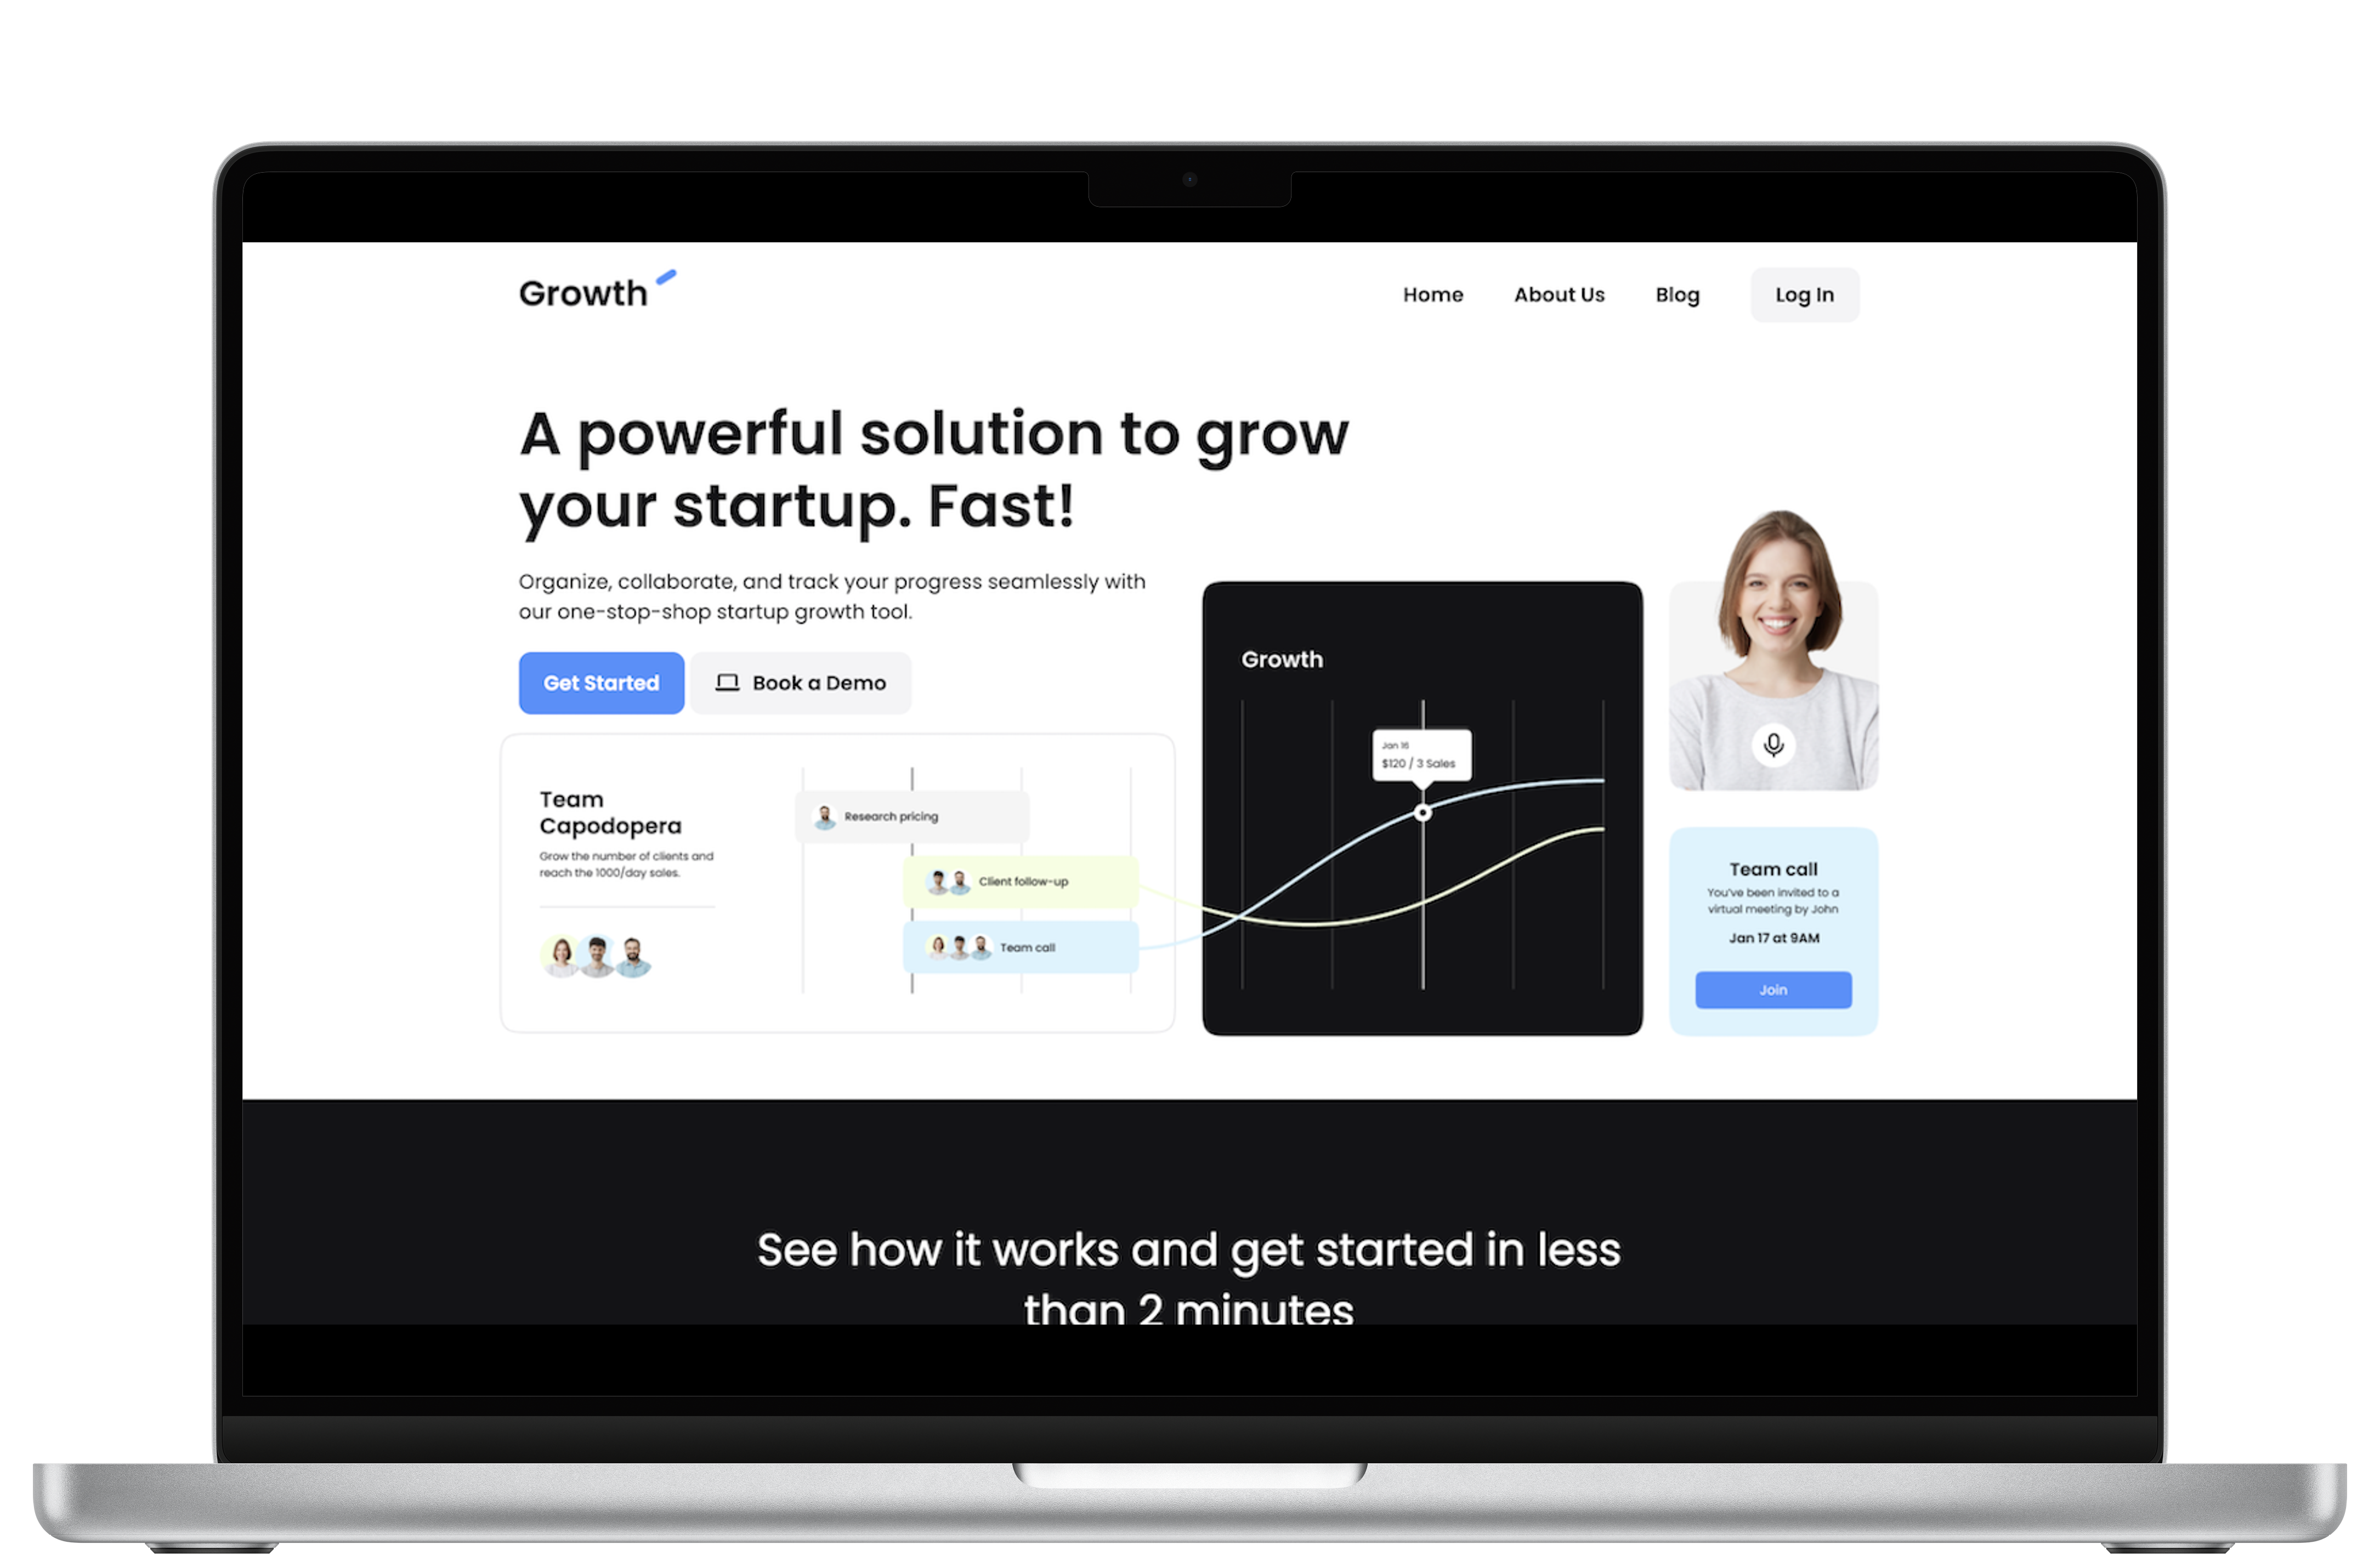 Growth
Home
About Us
Blog
Log In
A powerful solution to grow
your startup. Fast!
Organize, collaborate, and track your progress seamlessly with
our one-stop-shop startup growth tool.
Get Started
Book a Demo
Team
Capodopera
Grow the number of clients and
reach the 1000/day sales.
Research pricing
Client follow-up
Team call
Growth
Jan 16
$120 / 3 Sales
Team call
You've been invited to a
virtual meeting by John
Jan 17 at 9AM
Join
See how it works and get started in less
than 2 minutes